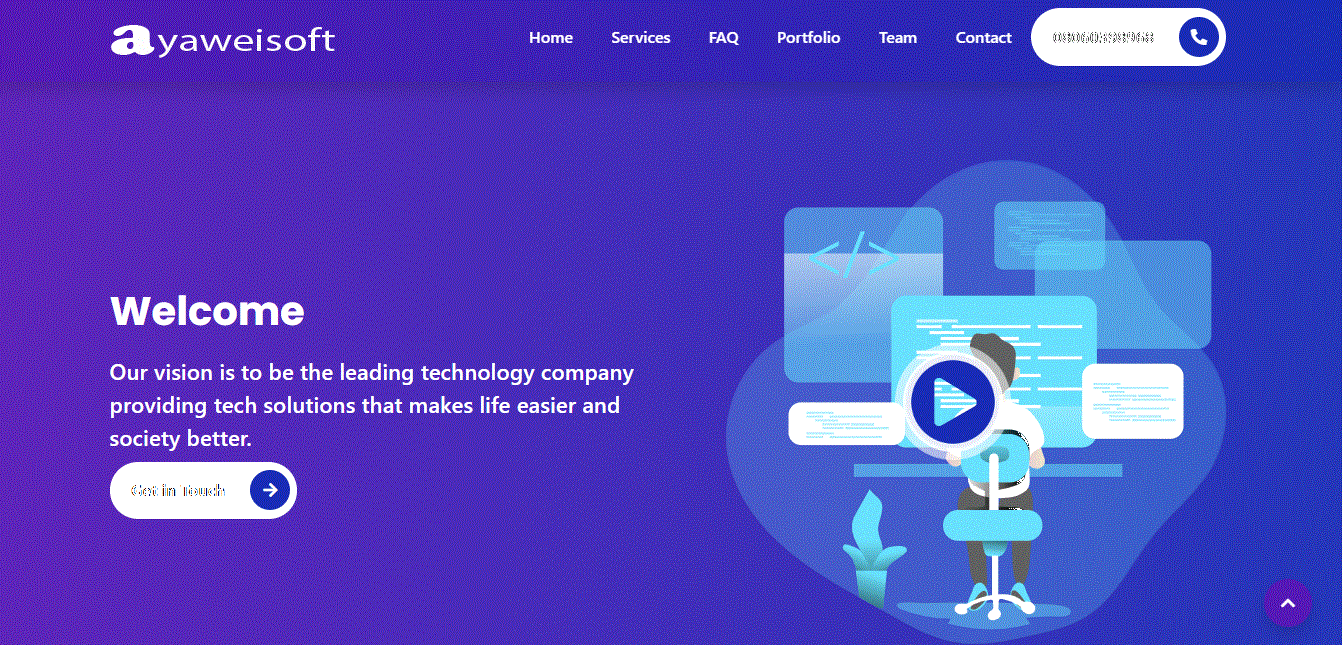 ayaweisoft
Home Services FAQ Portfolio Team Contact
Welcome
Our vision is to be the leading technology company
providing tech solutions that makes life easier and
society better.
Get in Touch